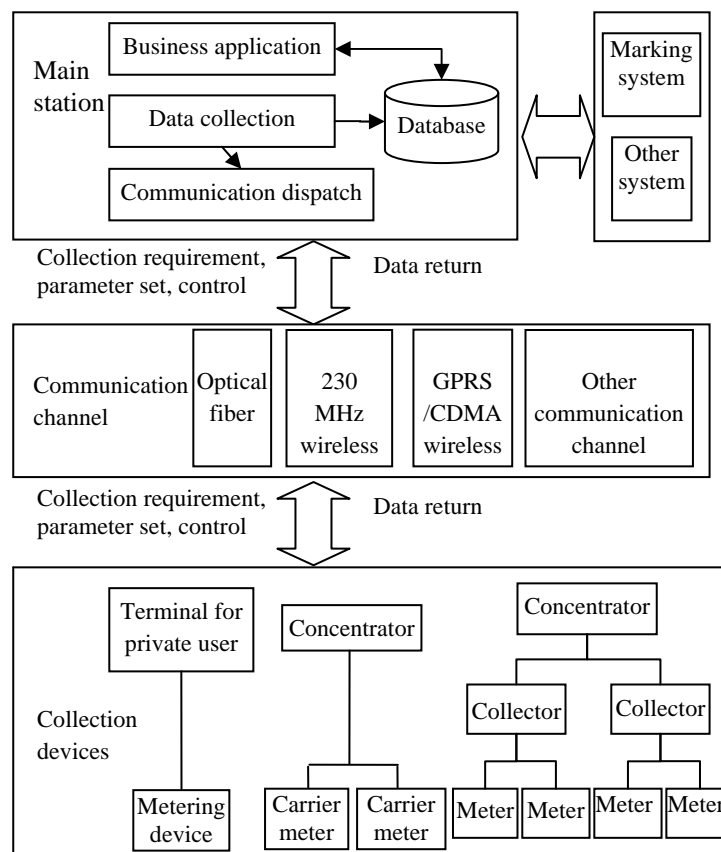 Main
station
Business application
Data collection
Communication dispatch
Database
Marking
system
Other
system
Collection requirement,
parameter set, control
Data return
Communication
channel
Optical
fiber
230
MHz
wireless
GPRS
/CDMA
wireless
Other
communication
channel
Collection requirement,
parameter set, control
Data return
Collection
devices
Terminal for
private user
Metering
device
Concentrator
Carrier
meter
Carrier
meter
Concentrator
Collector
Collector
Meter
Meter
Meter
Meter